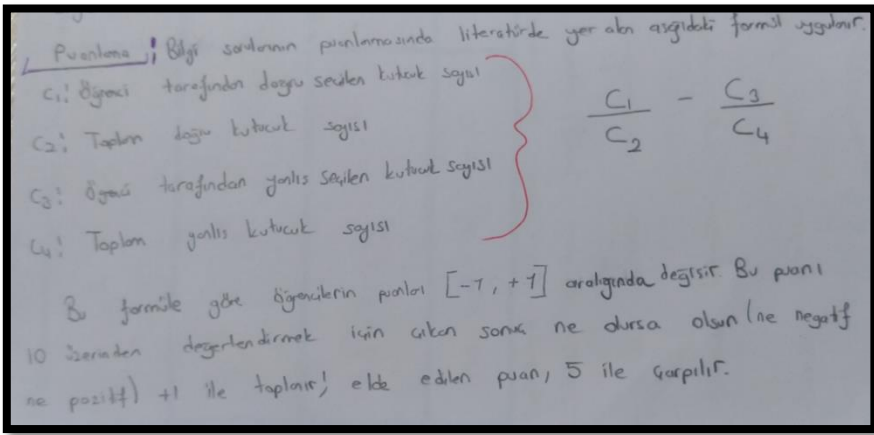 Puanlama : Bilgi sorularının puanlamasında literatürde yer alan aşağıdaki formül uygulanır.
C₁: Öğrenci tarafından doğru seçilen kutucuk sayısı
C₂: Toplam doğru kutucuk sayısı
C₃: Öğrenci tarafından yanlış seçilen kutucuk sayısı
C₄: Toplam yanlış kutucuk sayısı
C₁/C₂ - C₃/C₄
Bu formüle göre öğrencilerin puanları [-1, +1] aralığında değişir. Bu puanı
10 üzerinden değerlendirmek için çıkan sonuç ne olursa olsun (ne negatif
ne pozitif) +1 ile toplanır; elde edilen puan, 5 ile çarpılır.